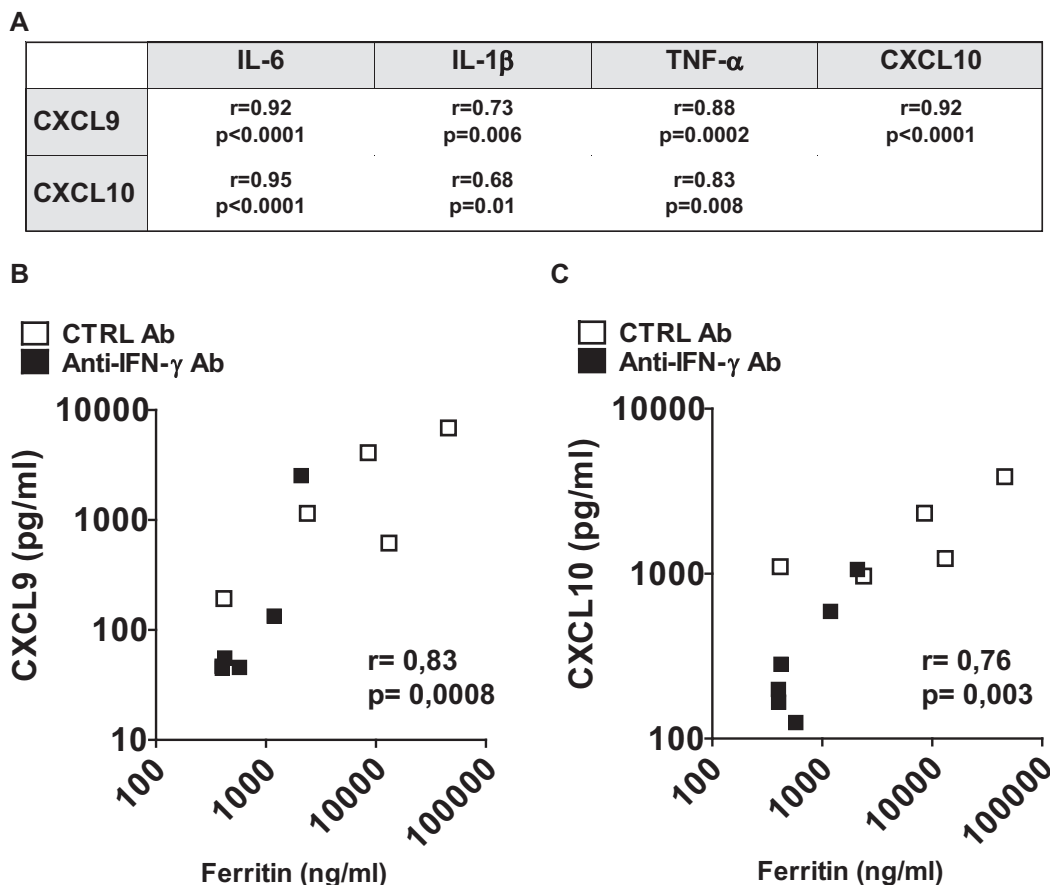 A
IL-6 IL-1β TNF-α CXCL10
CXCL9 r=0.92 r=0.73 r=0.88 r=0.92
p<0.0001 p=0.006 p=0.0002 p<0.0001
CXCL10 r=0.95 r=0.68 r=0.83
p<0.0001 p=0.01 p=0.008
B
CTRL Ab
Anti-IFN-γ Ab
CXCL9 (pg/ml)
10000
1000
100
10
r= 0,83
p= 0,0008
100 1000 10000 100000
Ferritin (ng/ml)
C
CTRL Ab
Anti-IFN-γ Ab
CXCL10 (pg/ml)
10000
1000
100
r= 0,76
p= 0,003
100 1000 10000 100000
Ferritin (ng/ml)